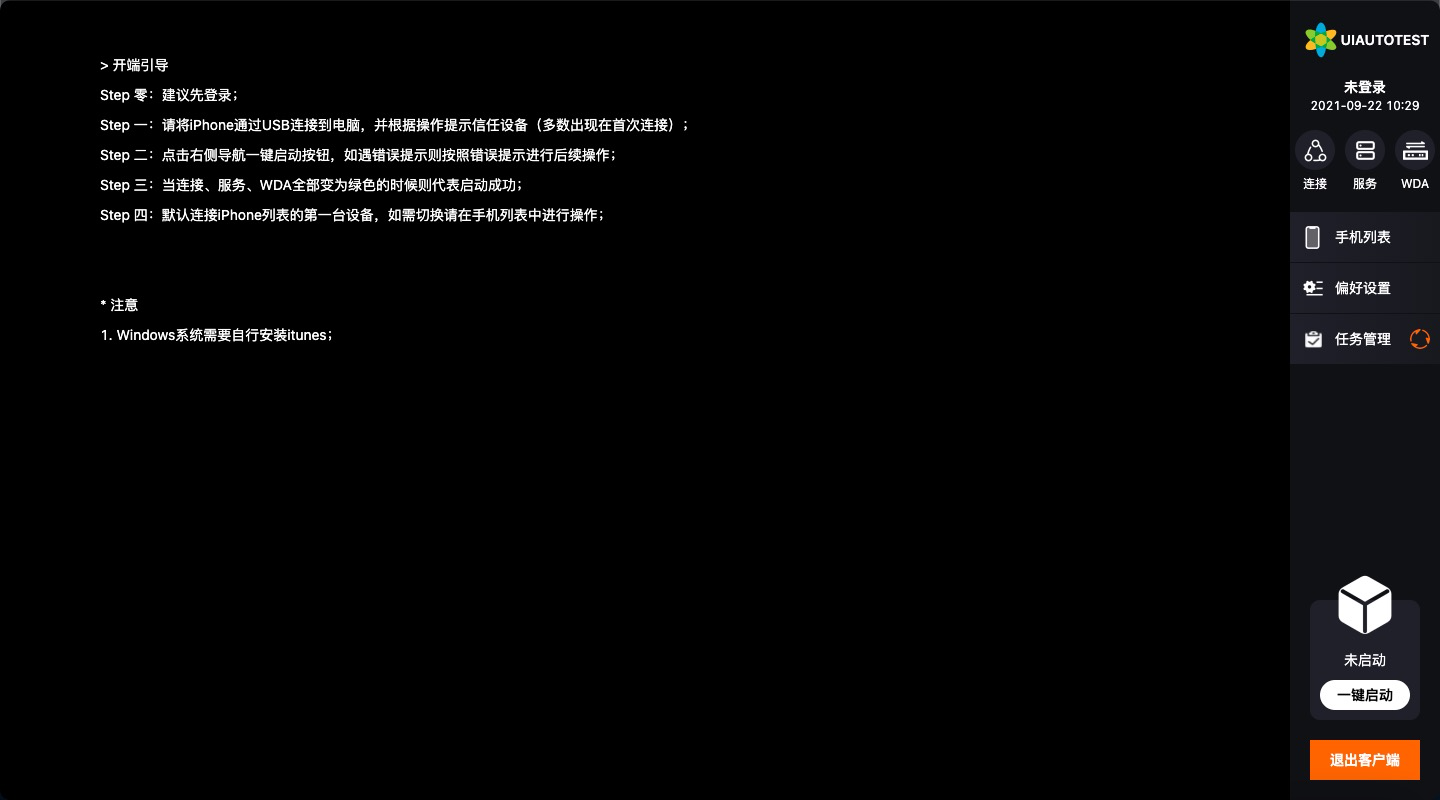 > 开端引导
Step 零：建议先登录；
Step 一：请将iPhone通过USB连接到电脑，并根据操作提示信任设备（多数出现在首次连接）；
Step 二：点击右侧导航一键启动按钮，如遇错误提示则按照错误提示进行后续操作；
Step 三：当连接、服务、WDA全部变为绿色的时候则代表启动成功；
Step 四：默认连接iPhone列表的第一台设备，如需切换请在手机列表中进行操作；
* 注意
1. Windows系统需要自行安装itunes；
UIAUTOTEST
未登录
2021-09-22 10:29
连接 服务 WDA
手机列表
偏好设置
任务管理
未启动
一键启动
退出客户端